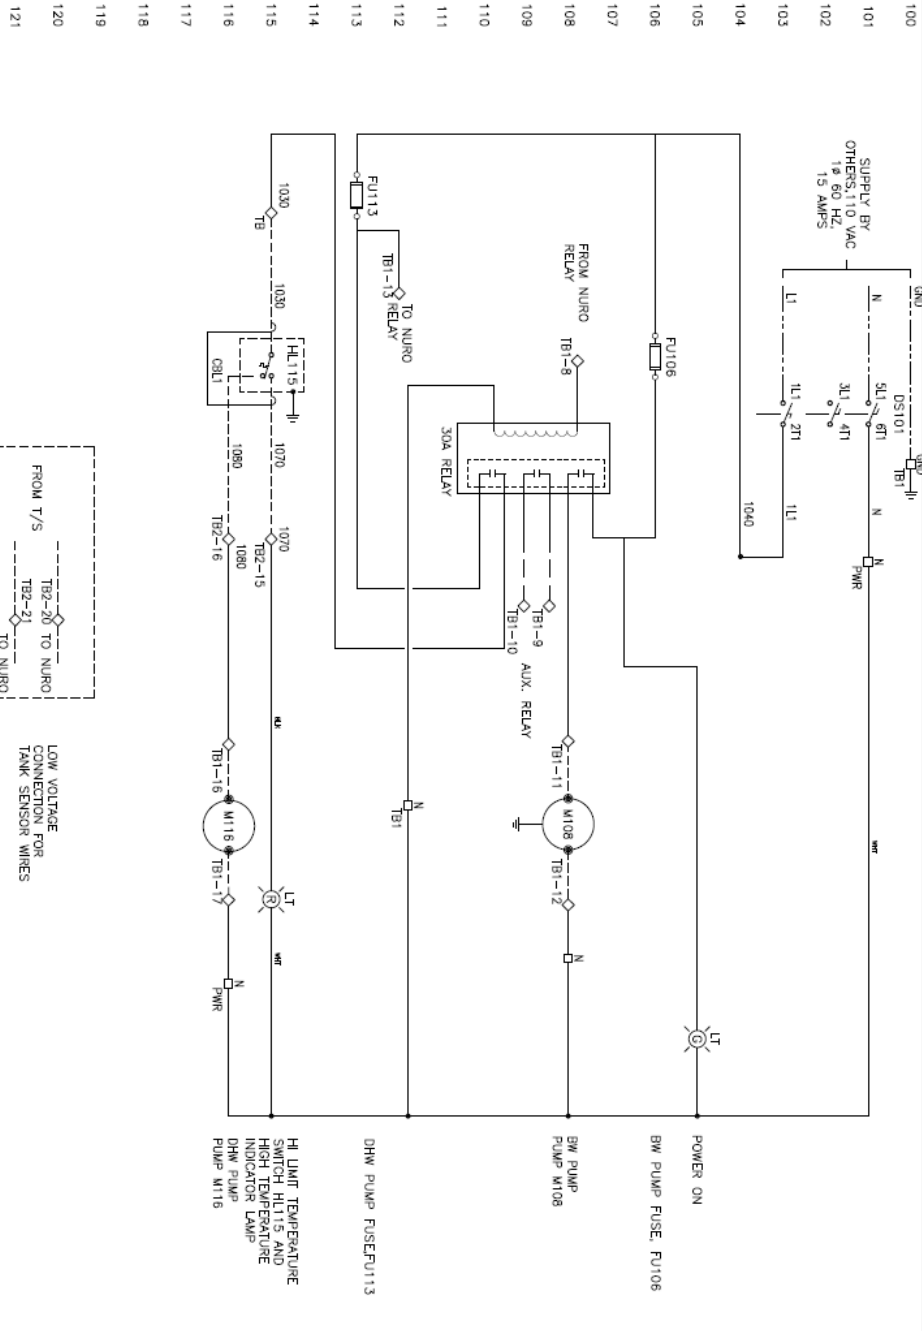 100
101
102
103
104
105
106
107
108
109
110
111
112
113
114
115
116
117
118
119
120
121
SUPPLY BY
OTHERS,110 VAC
1ø 60 HZ,
15 AMPS
GND
DS101
GND
TB1
N
5L1
6T1
N
N
PWR
WHT
3L1
4T1
L1
1L1
2T1
1L1
1040
LT
G
POWER ON
FU106
BW PUMP FUSE, FU106
FROM NURO
RELAY
TB1-8
TB1-11
M108
TB1-12
N
BW PUMP
PUMP M108
TB1-9
TB1-10
AUX. RELAY
30A RELAY
TO NURO
RELAY
TB1-13
N
TB1
FU113
DHW PUMP FUSE,FU113
1030
TB
1030
HL115
CBL1
1070
1070
TB2-15
BLK
LT
R
WHT
HI LIMIT TEMPERATURE
SWITCH HL115 AND
HIGH TEMPERATURE
INDICATOR LAMP
1080
1080
TB2-16
TB1-16
M116
TB1-17
N
PWR
DHW PUMP
PUMP M116
FROM T/S
TB2-20
TO NURO
TB2-21
TO NURO
LOW VOLTAGE
CONNECTION FOR
TANK SENSOR WIRES